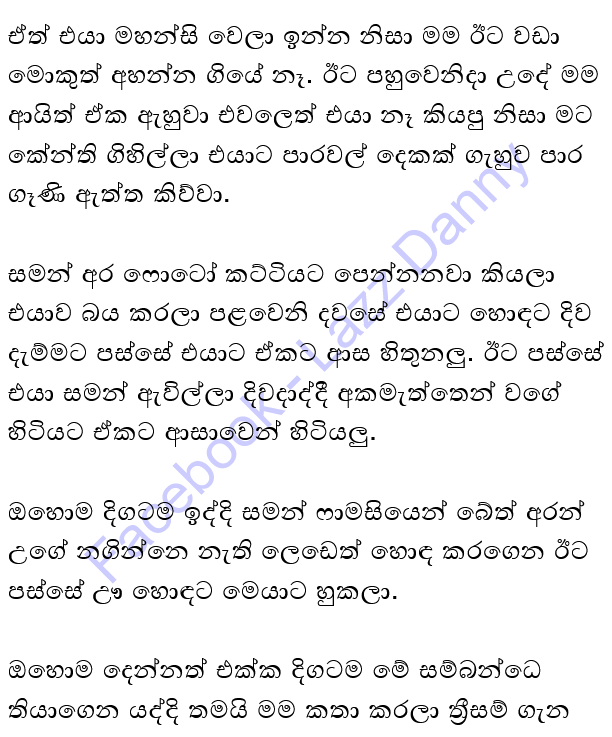 ඒත් එයා මහන්සි වෙලා ඉන්න නිසා මම ඊට වඩා
මොකුත් අහන්න ගියේ නෑ. ඊට පහුවෙනිදා උදේ මම
ආයිත් ඒක ඇහුවා එවලෙත් එයා නෑ කියපු නිසා මට
කේන්ති ගිහිල්ලා එයාට පාරවල් දෙකක් ගැහුව පාර
ගෑණි ඇත්ත කිව්වා.

සමන් අර ෆොටෝ කට්ටියට පෙන්නනවා කියලා
එයාව බය කරලා පළවෙනි දවසේ එයාට හොඳට දිව
දැම්මට පස්සේ එයාට ඒකට ආස හිතුනලු. ඊට පස්සේ
එයා සමන් ඇවිල්ලා දිවදාද්දී අකමැත්තෙන් වගේ
හිටියට ඒකට ආසාවෙන් හිටියලු.

ඔහොම දිගටම ඉද්දි සමන් ෆාමසියෙන් බේත් අරන්
උගේ නගින්නෙ නැති ලෙඩෙත් හොඳ කරගෙන ඊට
පස්සේ ඌ හොඳට මෙයාට හුකලා.

ඔහොම දෙන්නත් එක්ක දිගටම මේ සම්බන්ධෙ
තියාගෙන යද්දි තමයි මම කතා කරලා ත්‍රීසම් ගැන
Facebook - Lazz Danny